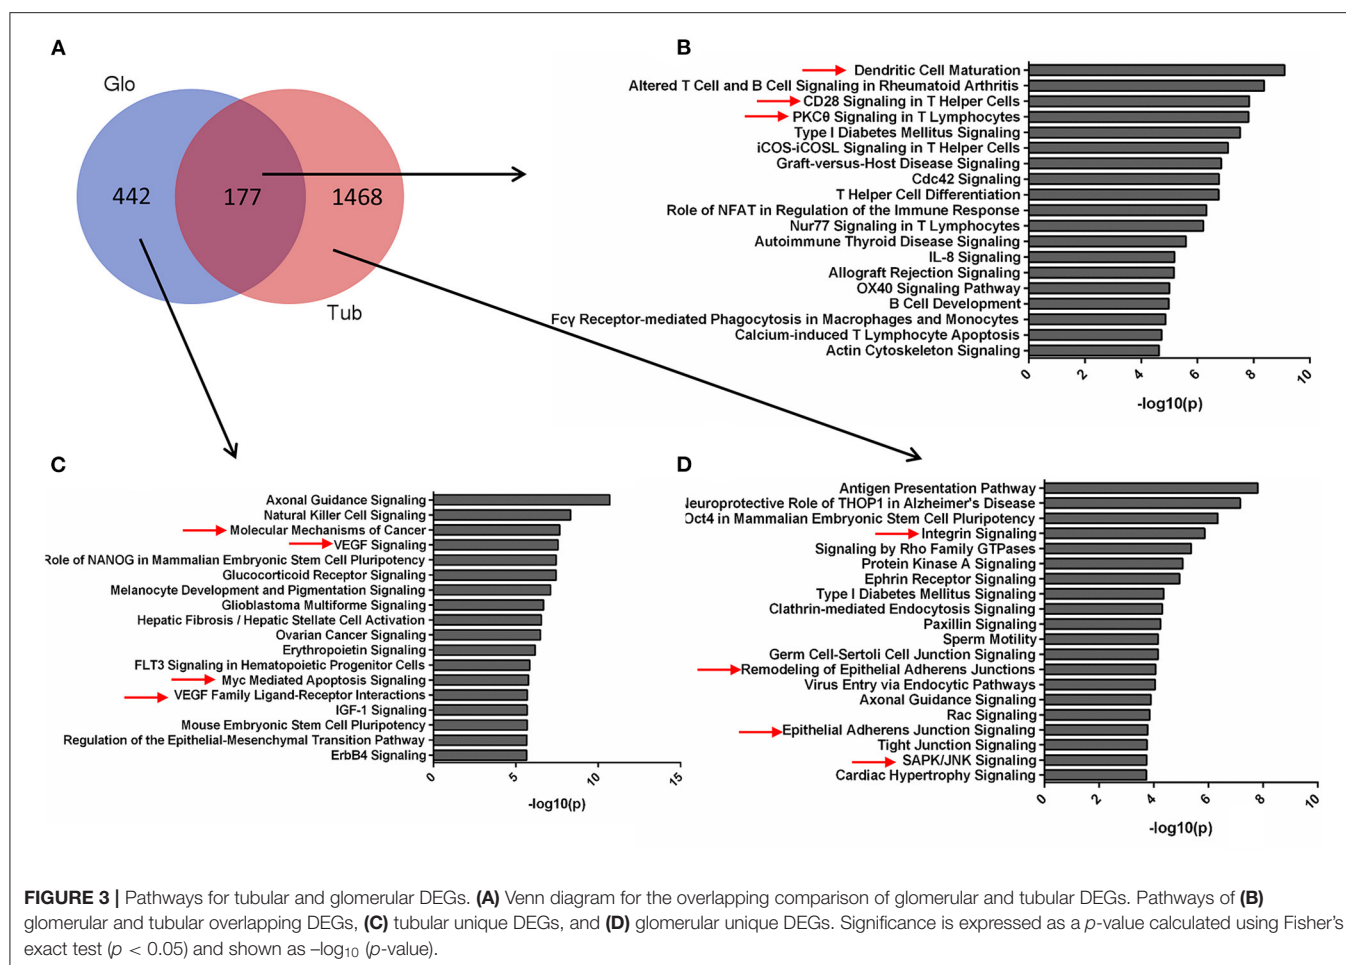 A
Glo
442
177
1468
Tub
B
Dendritic Cell Maturation
Altered T Cell and B Cell Signaling in Rheumatoid Arthritis
CD28 Signaling in T Helper Cells
PKCθ Signaling in T Lymphocytes
Type I Diabetes Mellitus Signaling
iCOS-iCOSL Signaling in T Helper Cells
Graft-versus-Host Disease Signaling
Cdc42 Signaling
T Helper Cell Differentiation
Role of NFAT in Regulation of the Immune Response
Nur77 Signaling in T Lymphocytes
Autoimmune Thyroid Disease Signaling
IL-8 Signaling
Allograft Rejection Signaling
OX40 Signaling Pathway
B Cell Development
Fcγ Receptor-mediated Phagocytosis in Macrophages and Monocytes
Calcium-induced T Lymphocyte Apoptosis
Actin Cytoskeleton Signaling
0 2 4 6 8 10
-log10(p)
C
Axonal Guidance Signaling
Natural Killer Cell Signaling
Molecular Mechanisms of Cancer
VEGF Signaling
Role of NANOG in Mammalian Embryonic Stem Cell Pluripotency
Glucocorticoid Receptor Signaling
Melanocyte Development and Pigmentation Signaling
Glioblastoma Multiforme Signaling
Hepatic Fibrosis / Hepatic Stellate Cell Activation
Ovarian Cancer Signaling
Erythropoietin Signaling
FLT3 Signaling in Hematopoietic Progenitor Cells
Myc Mediated Apoptosis Signaling
VEGF Family Ligand-Receptor Interactions
IGF-1 Signaling
Mouse Embryonic Stem Cell Pluripotency
Regulation of the Epithelial-Mesenchymal Transition Pathway
ErbB4 Signaling
0 5 10 15
-log10(p)
D
Antigen Presentation Pathway
Neuroprotective Role of THOP1 in Alzheimer's Disease
Oct4 in Mammalian Embryonic Stem Cell Pluripotency
Integrin Signaling
Signaling by Rho Family GTPases
Protein Kinase A Signaling
Ephrin Receptor Signaling
Type I Diabetes Mellitus Signaling
Clathrin-mediated Endocytosis Signaling
Paxillin Signaling
Sperm Motility
Germ Cell-Sertoli Cell Junction Signaling
Remodeling of Epithelial Adherens Junctions
Virus Entry via Endocytic Pathways
Axonal Guidance Signaling
Rac Signaling
Epithelial Adherens Junction Signaling
Tight Junction Signaling
SAPK/JNK Signaling
Cardiac Hypertrophy Signaling
0 2 4 6 8 10
-log10(p)
FIGURE 3 | Pathways for tubular and glomerular DEGs. (A) Venn diagram for the overlapping comparison of glomerular and tubular DEGs. Pathways of (B)
glomerular and tubular overlapping DEGs, (C) tubular unique DEGs, and (D) glomerular unique DEGs. Significance is expressed as a p-value calculated using Fisher's
exact test (p < 0.05) and shown as –log₁₀ (p-value).